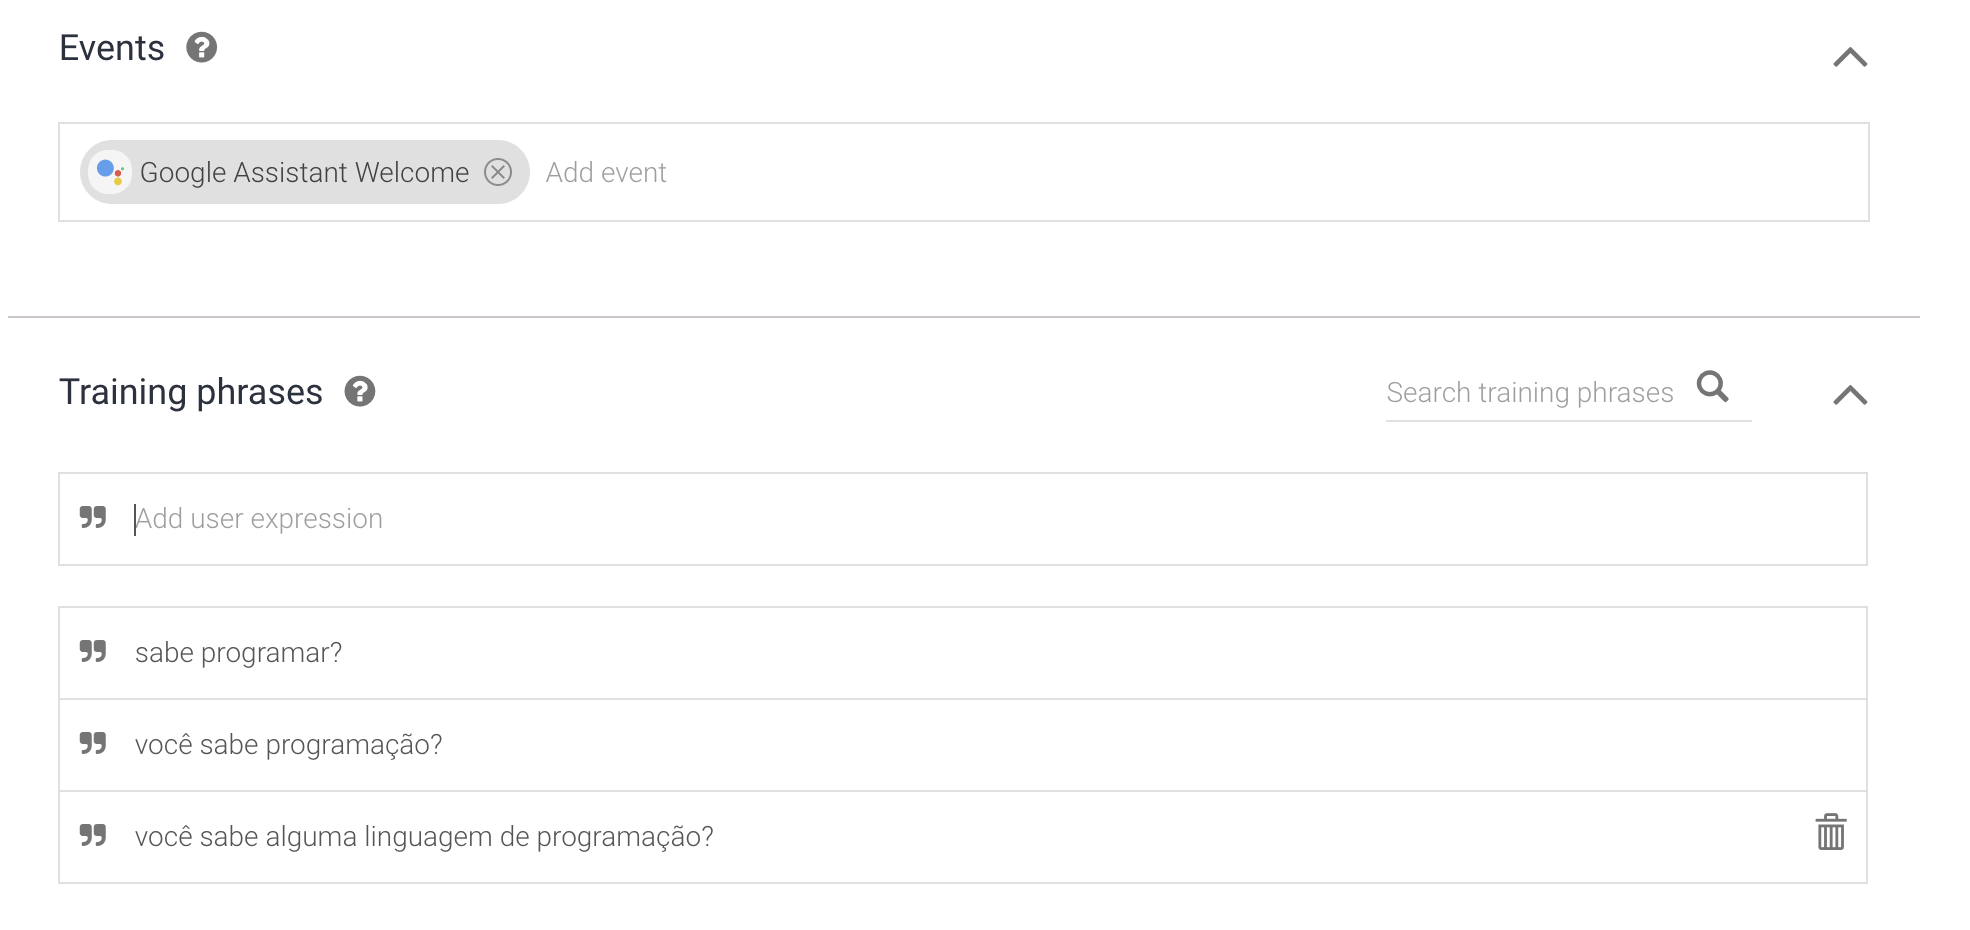 Events
Google Assistant Welcome Add event
Training phrases Search training phrases
Add user expression
sabe programar?
você sabe programação?
você sabe alguma linguagem de programação?